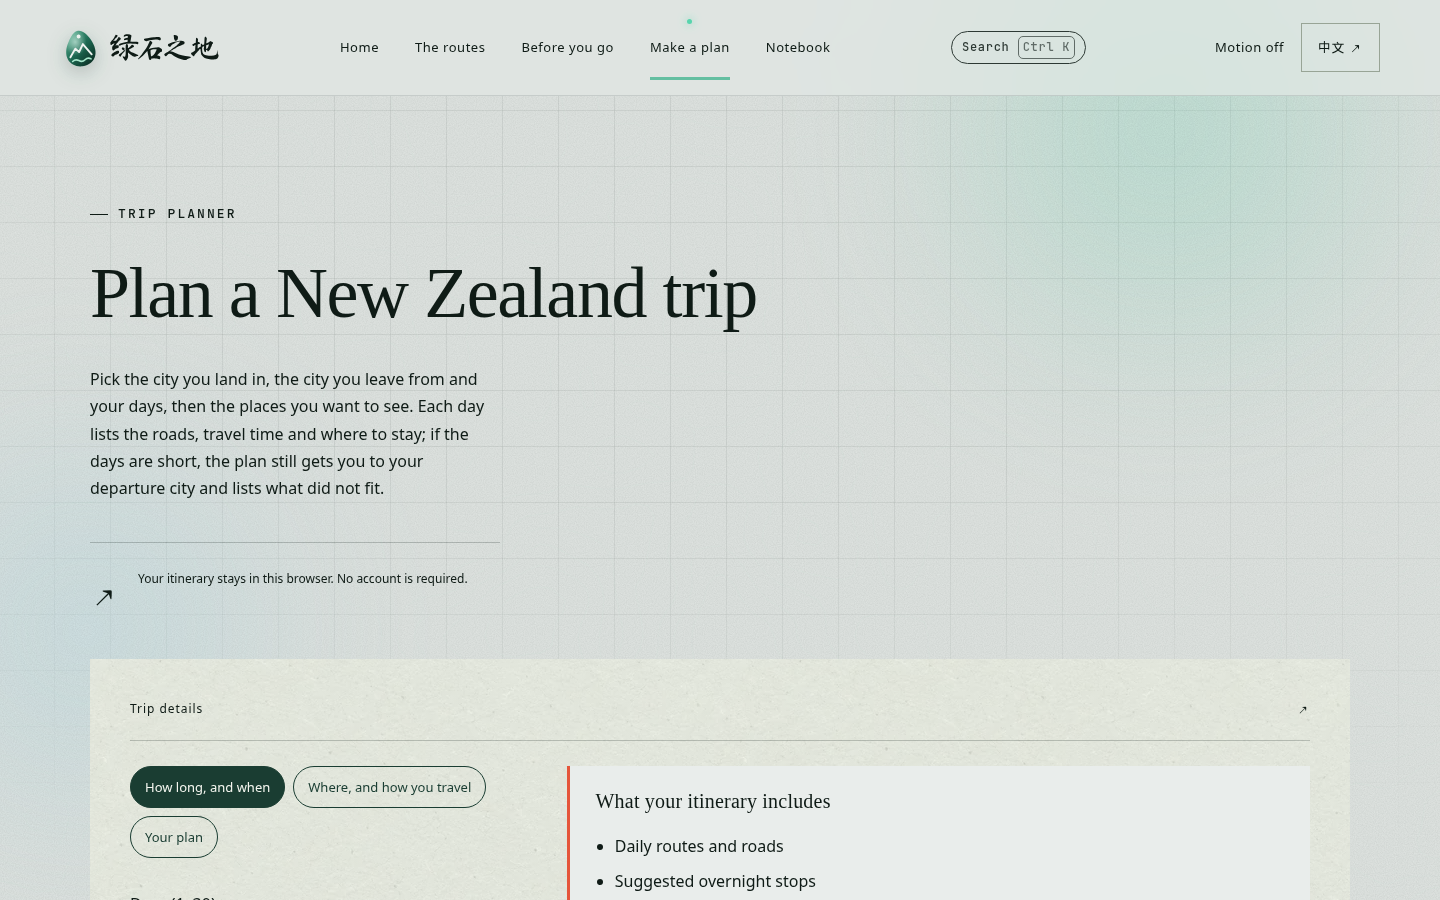 绿石之地
Home
The routes
Before you go
Make a plan
Notebook
Search Ctrl K
Motion off
中文 ↗
TRIP PLANNER
Plan a New Zealand trip
Pick the city you land in, the city you leave from and
your days, then the places you want to see. Each day
lists the roads, travel time and where to stay; if the
days are short, the plan still gets you to your
departure city and lists what did not fit.
↗
Your itinerary stays in this browser. No account is required.
Trip details
↗
How long, and when
Where, and how you travel
Your plan
What your itinerary includes
• Daily routes and roads
• Suggested overnight stops